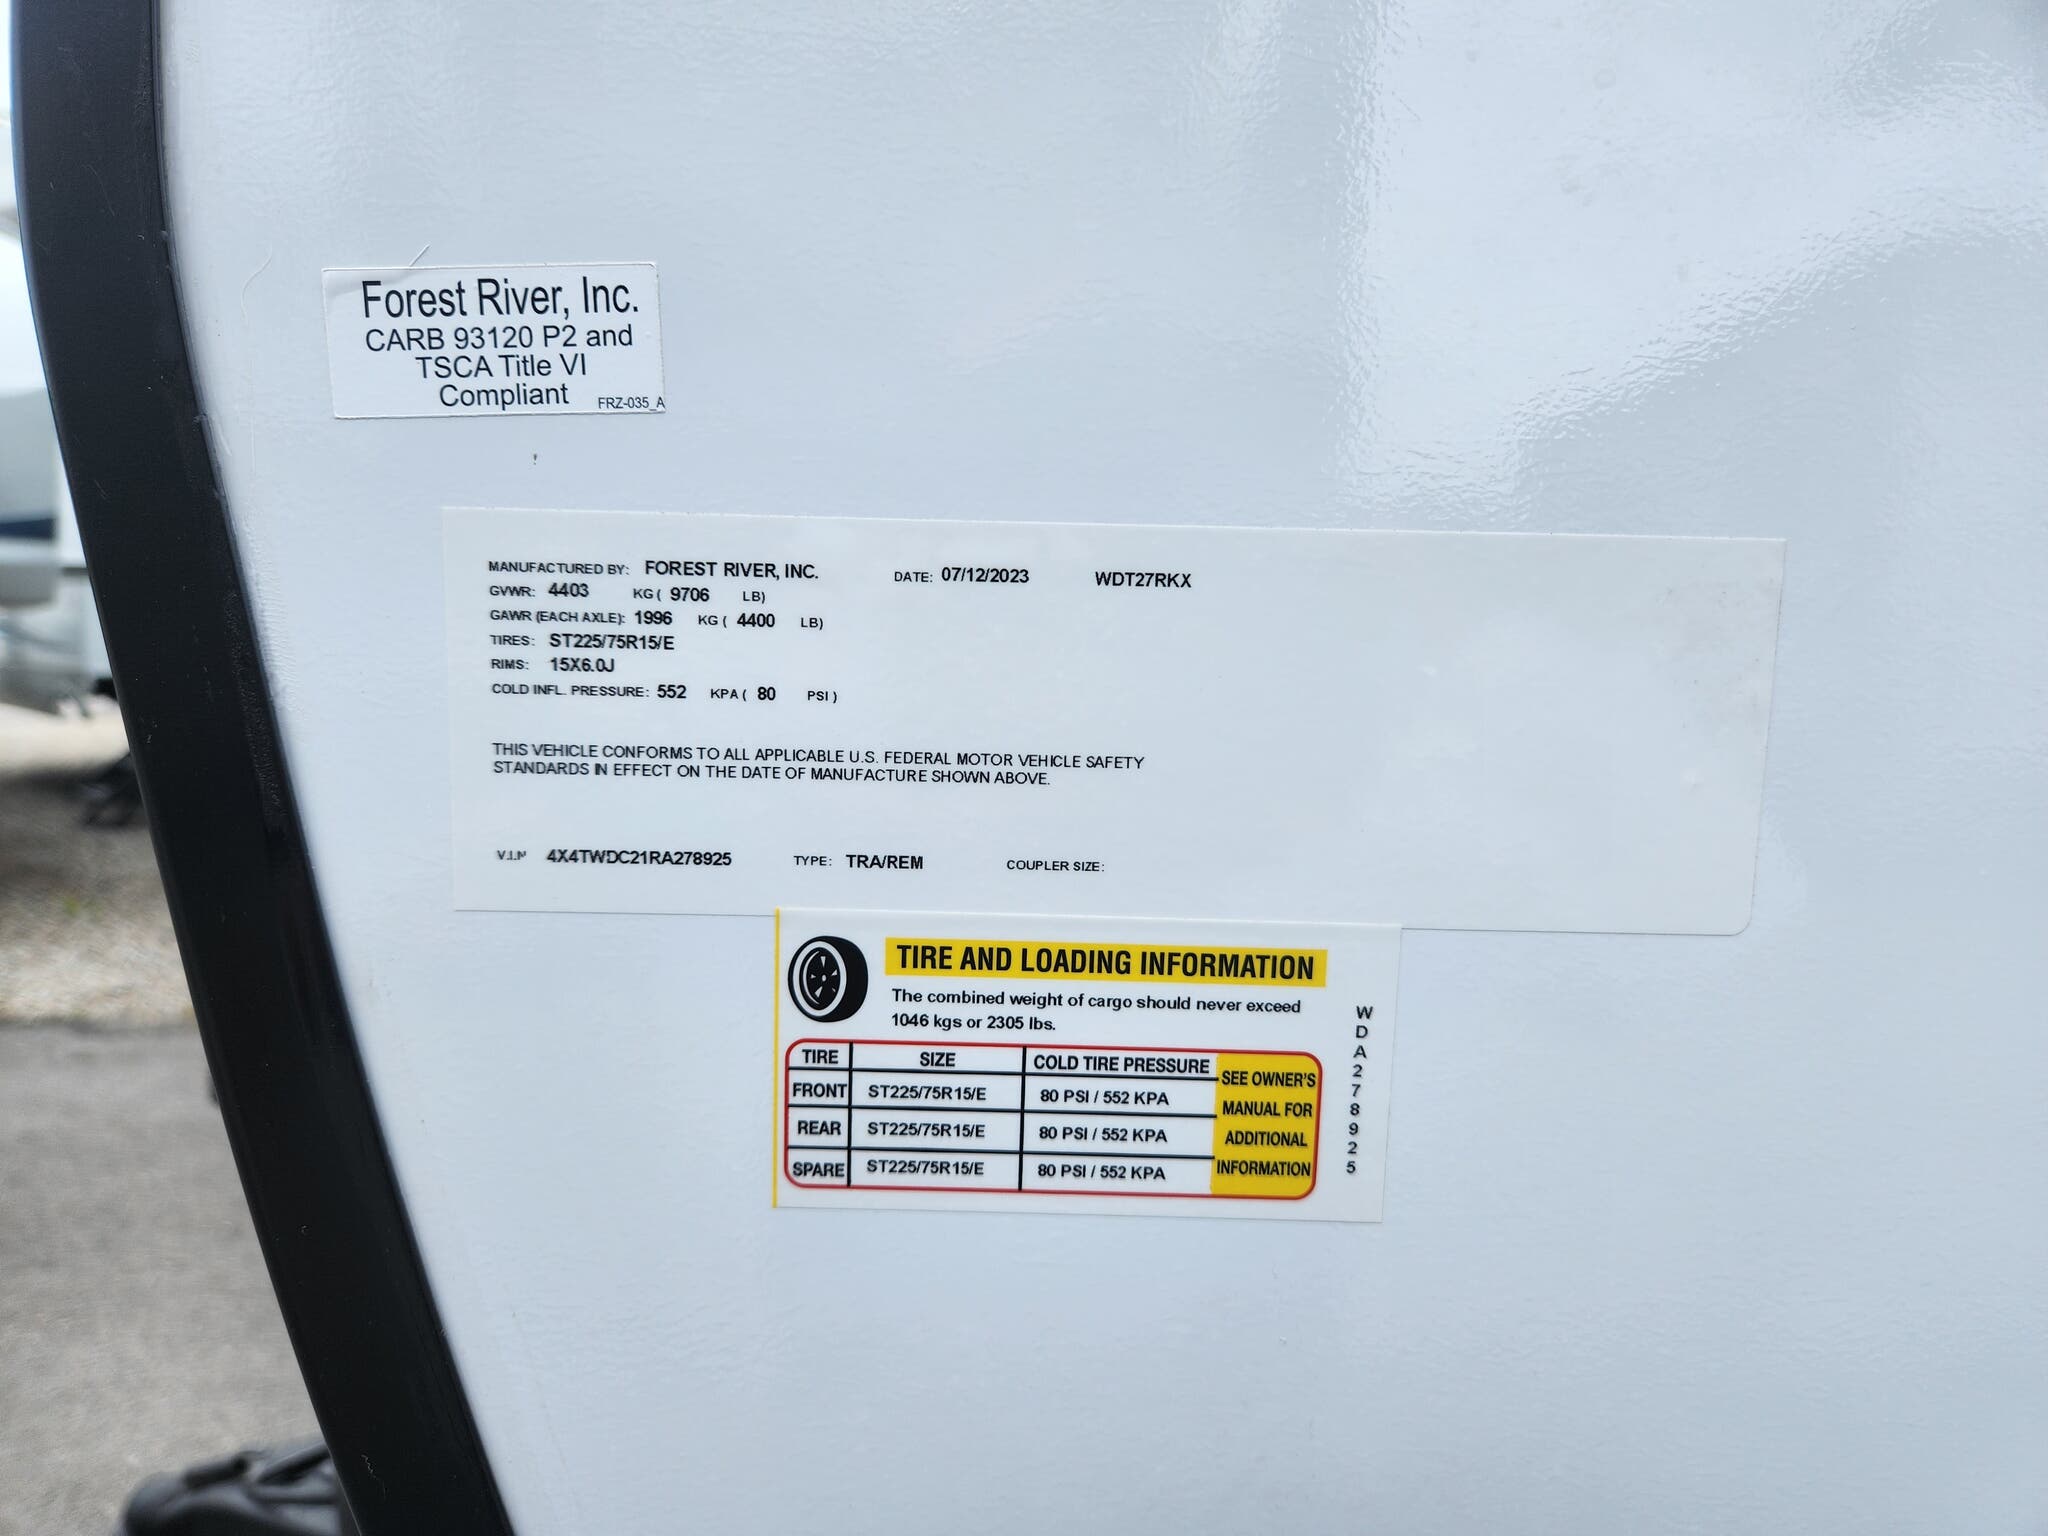 Forest River, Inc.
CARB 93120 P2 and
TSCA Title VI
Compliant FRZ-035_A
MANUFACTURED BY: FOREST RIVER, INC. DATE: 07/12/2023 WDT27RKX
GVWR: 4403 KG ( 9706 LB)
GAWR (EACH AXLE): 1996 KG ( 4400 LB)
TIRES: ST225/75R15/E
RIMS: 15X6.0J
COLD INFL. PRESSURE: 552 KPA ( 80 PSI )
THIS VEHICLE CONFORMS TO ALL APPLICABLE U.S. FEDERAL MOTOR VEHICLE SAFETY
STANDARDS IN EFFECT ON THE DATE OF MANUFACTURE SHOWN ABOVE.
V.I.N 4X4TWDC21RA278925 TYPE: TRA/REM COUPLER SIZE:
TIRE AND LOADING INFORMATION
The combined weight of cargo should never exceed
1046 kgs or 2305 lbs.
TIRE SIZE COLD TIRE PRESSURE
FRONT ST225/75R15/E 80 PSI / 552 KPA
REAR ST225/75R15/E 80 PSI / 552 KPA
SPARE ST225/75R15/E 80 PSI / 552 KPA
SEE OWNER'S
MANUAL FOR
ADDITIONAL
INFORMATION
WDA278925